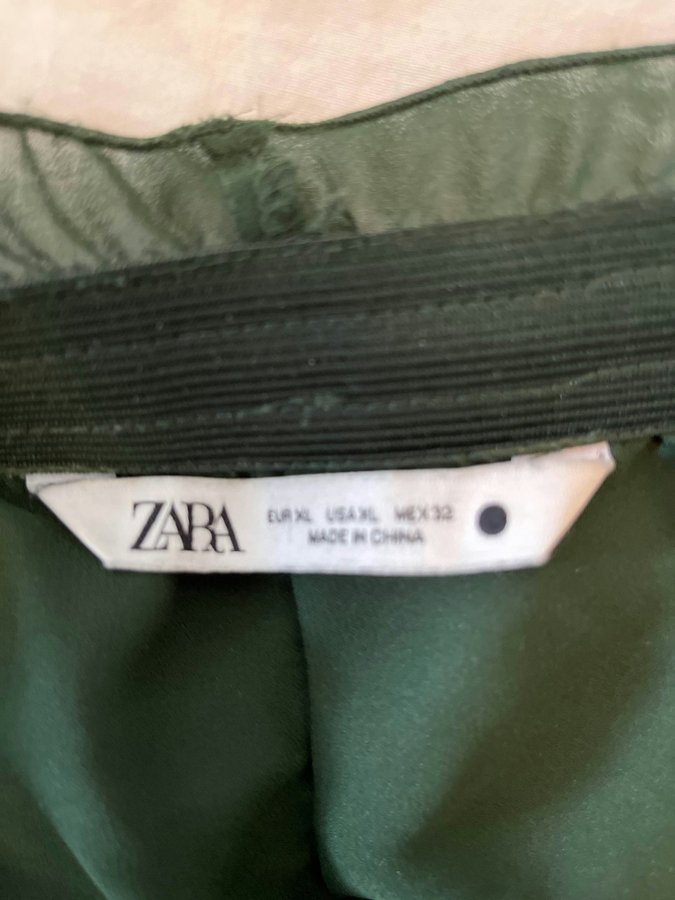 ZARA
EUR XL USA XL MEX 32
MADE IN CHINA